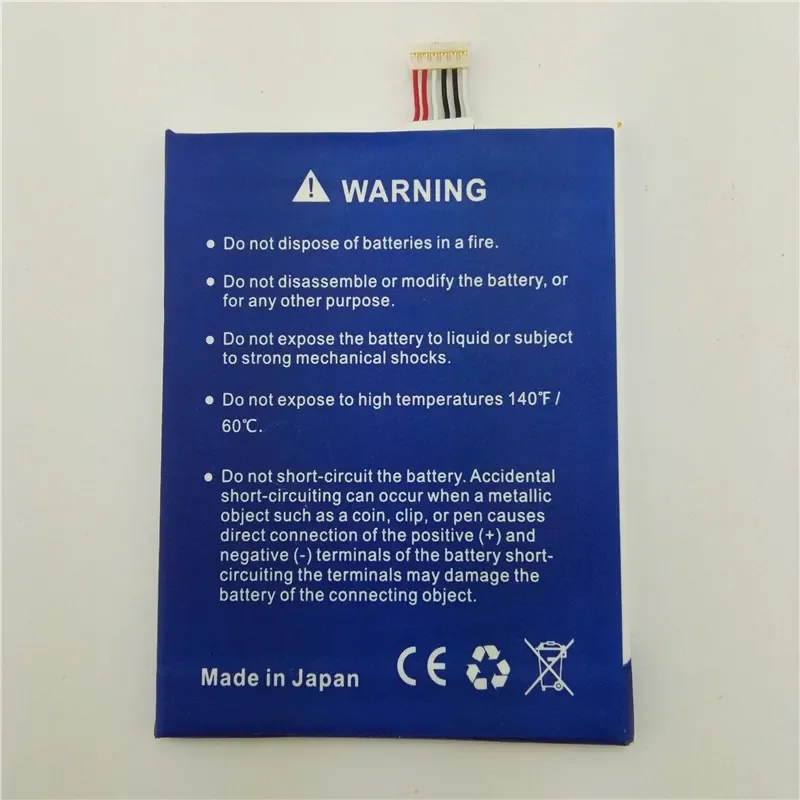 WARNING
• Do not dispose of batteries in a fire.
• Do not disassemble or modify the battery, or
for any other purpose.
• Do not expose the battery to liquid or subject
to strong mechanical shocks.
• Do not expose to high temperatures 140℉ /
60℃.
• Do not short-circuit the battery. Accidental
short-circuiting can occur when a metallic
object such as a coin, clip, or pen causes
direct connection of the positive (+) and
negative (-) terminals of the battery short-
circuiting the terminals may damage the
battery of the connecting object.
Made in Japan CE